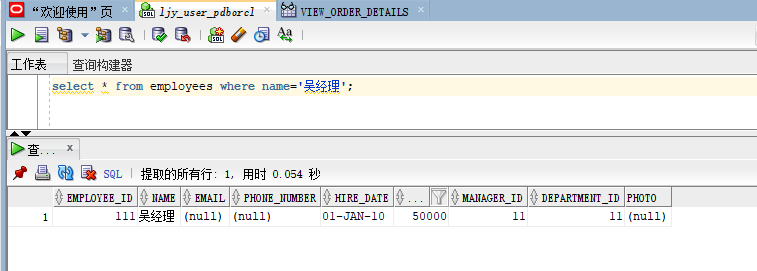 “欢迎使用”页 ljy_user_pdborcl VIEW_ORDER_DETAILS
SQL Aa
工作表 查询构建器
select * from employees where name='吴经理';
查... x
SQL 提取的所有行: 1, 用时 0.054 秒
EMPLOYEE_ID NAME EMAIL PHONE_NUMBER HIRE_DATE ... MANAGER_ID DEPARTMENT_ID PHOTO
1 111 吴经理 (null) (null) 01-JAN-10 50000 11 11 (null)